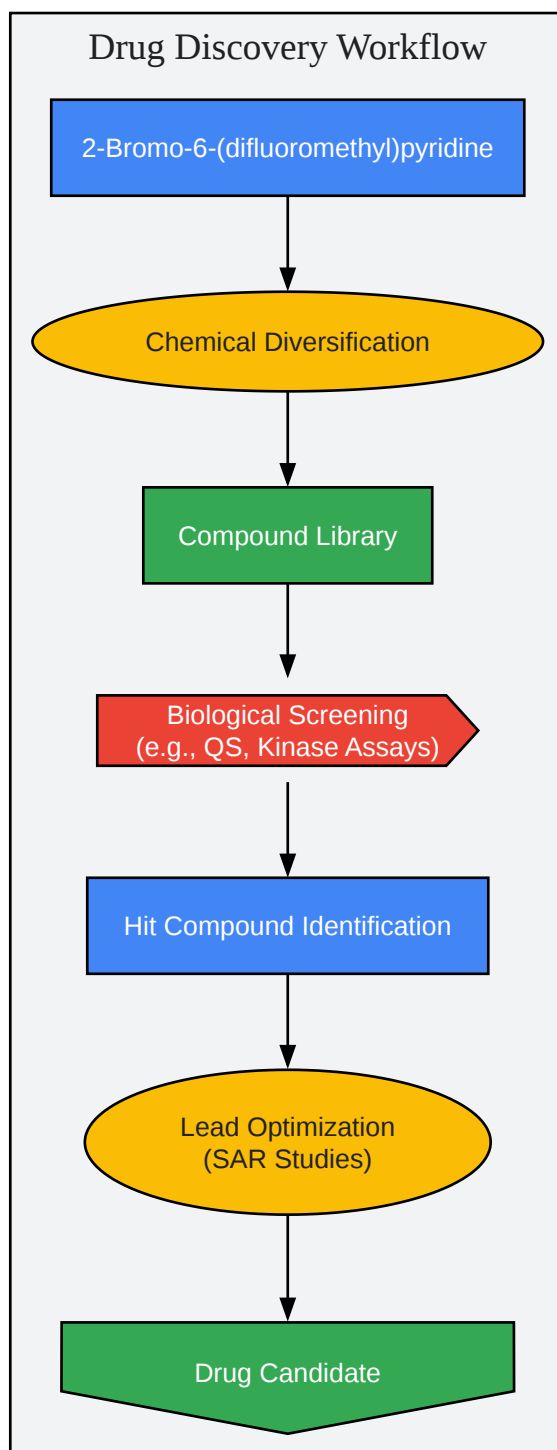 Drug Discovery Workflow
2-Bromo-6-(difluoromethyl)pyridine
Chemical Diversification
Compound Library
Biological Screening
(e.g., QS, Kinase Assays)
Hit Compound Identification
Lead Optimization
(SAR Studies)
Drug Candidate